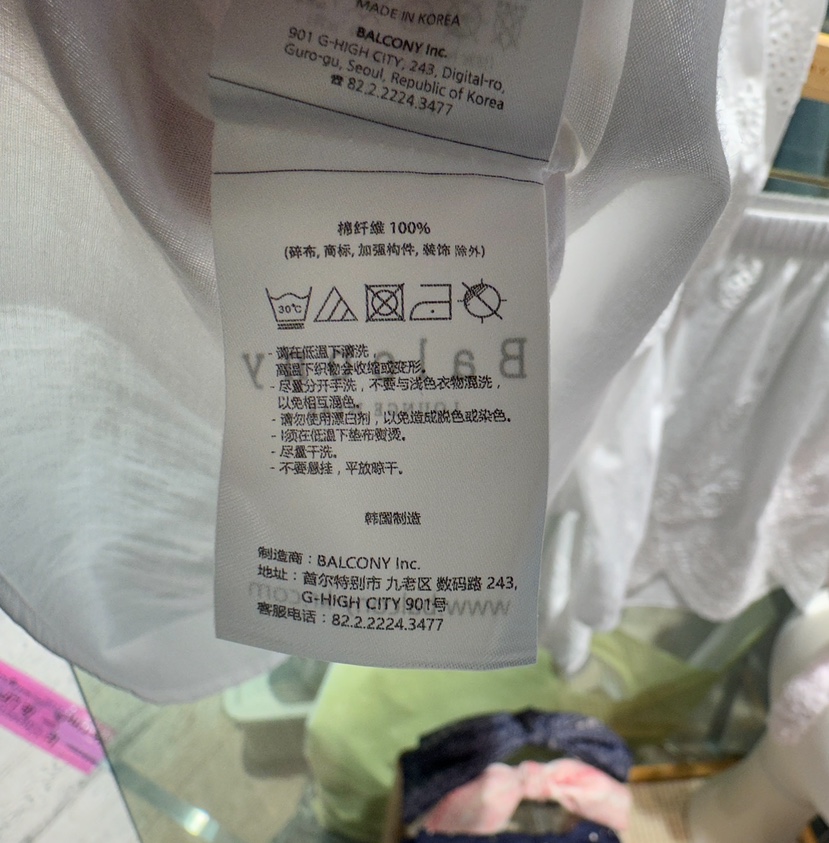 MADE IN KOREA
BALCONY Inc.
901 G-HIGH CITY, 243, Digital-ro,
Guro-gu, Seoul, Republic of Korea
☎ 82.2.2224.3477
棉纤维 100%
(碎布, 商标, 加强构件, 装饰 除外)
30℃
- 请在低温下清洗,
高温下织物会收缩或变形。
- 尽量分开手洗，不要与浅色衣物混洗，
以免相互混色。
- 请勿使用漂白剂，以免造成脱色或染色。
- 须在低温下垫布熨烫。
- 尽量干洗。
- 不要悬挂，平放晾干。
韩国制造
制造商：BALCONY Inc.
地址：首尔特别市 九老区 数码路 243,
G-HIGH CITY 901号
客服电话：82.2.2224.3477